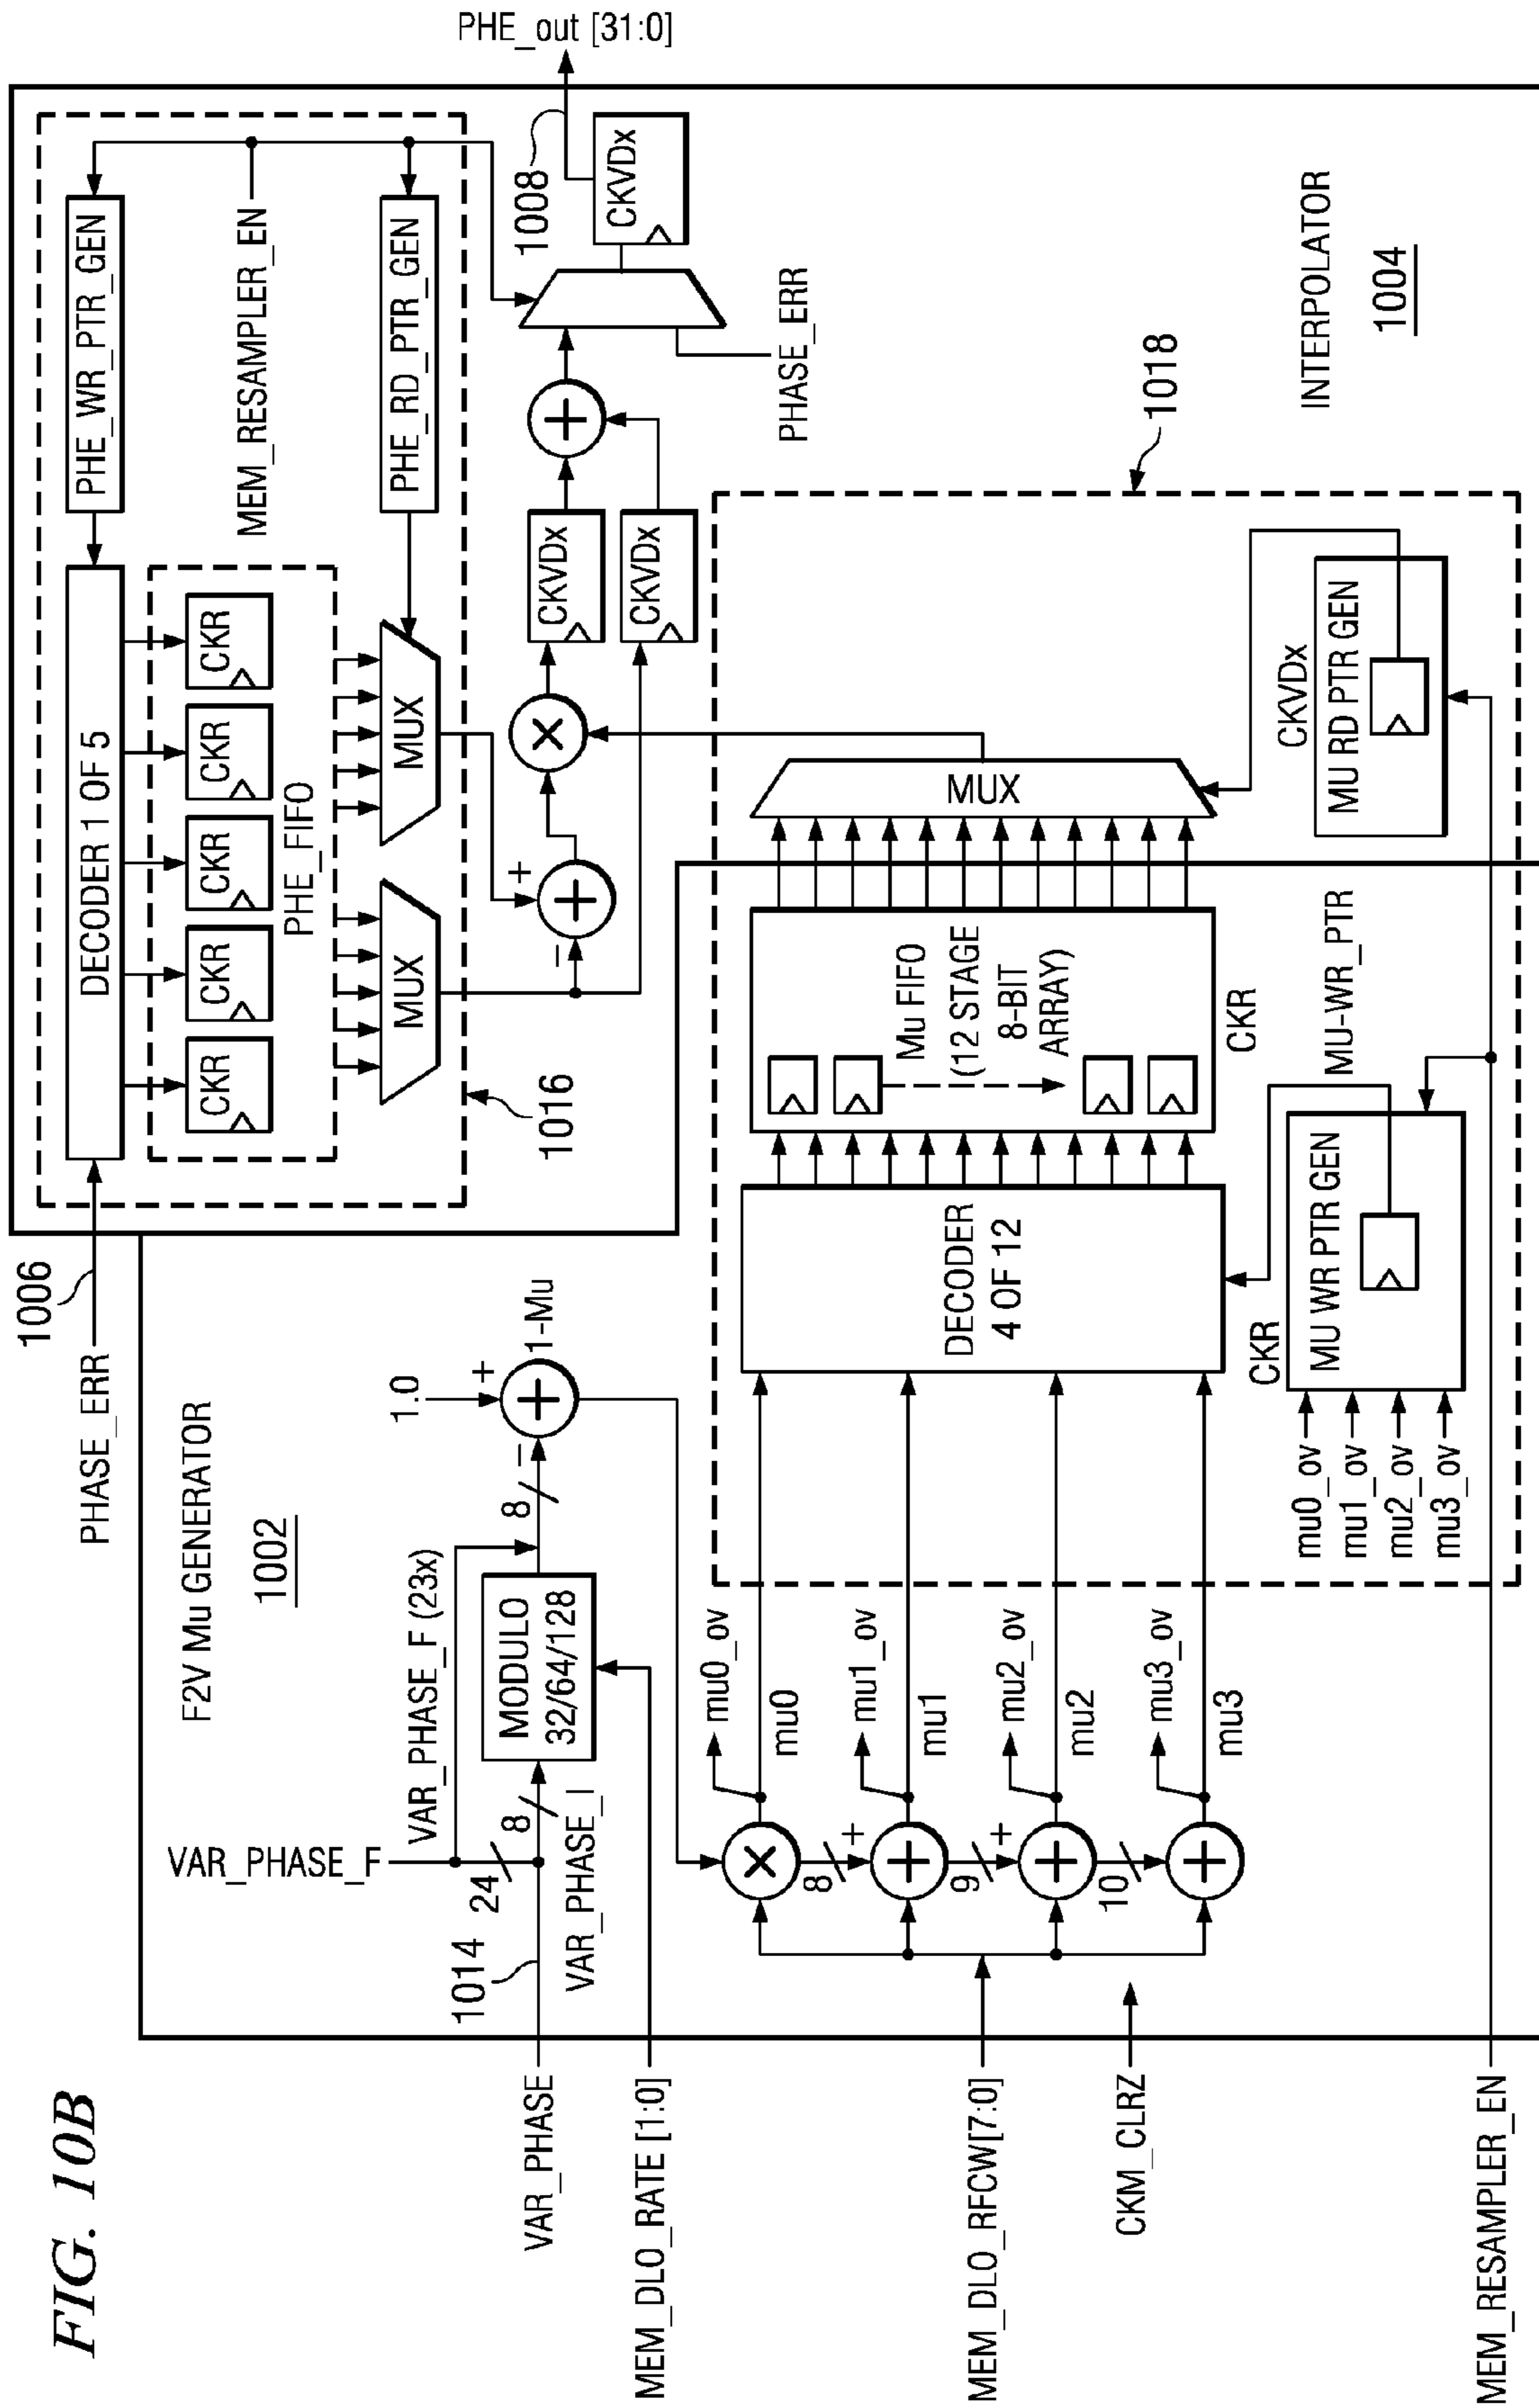 FIG. 10B
F2V Mu GENERATOR
1002
PHASE_ERR
1006
VAR_PHASE_F
VAR_PHASE_F (23x)
24
8
1014
VAR_PHASE_I
VAR_PHASE
MODULO
32/64/128
8
1.0
+
−
+
1-Mu
MEM_DLO_RATE [1:0]
MEM_DLO_RFCW[7:0]
CKM_CLRZ
MEM_RESAMPLER_EN
×
8
+
+
9
+
+
10
+
mu0_ov
mu0
mu1_ov
mu1
mu2_ov
mu2
mu3_ov
mu3
DECODER
4 OF 12
CKR
MU WR PTR GEN
mu0_ov
mu1_ov
mu2_ov
mu3_ov
MU-WR_PTR
Mu FIFO
(12 STAGE
8-BIT
ARRAY)
CKR
MUX
CKVDx
MU RD PTR GEN
1018
DECODER 1 OF 5
CKR
CKR
CKR
CKR
CKR
PHE_FIFO
MUX
MUX
1016
PHE_WR_PTR_GEN
MEM_RESAMPLER_EN
PHE_RD_PTR_GEN
−
+
+
×
CKVDx
CKVDx
+
PHASE_ERR
CKVDx
1008
PHE_out [31:0]
INTERPOLATOR
1004